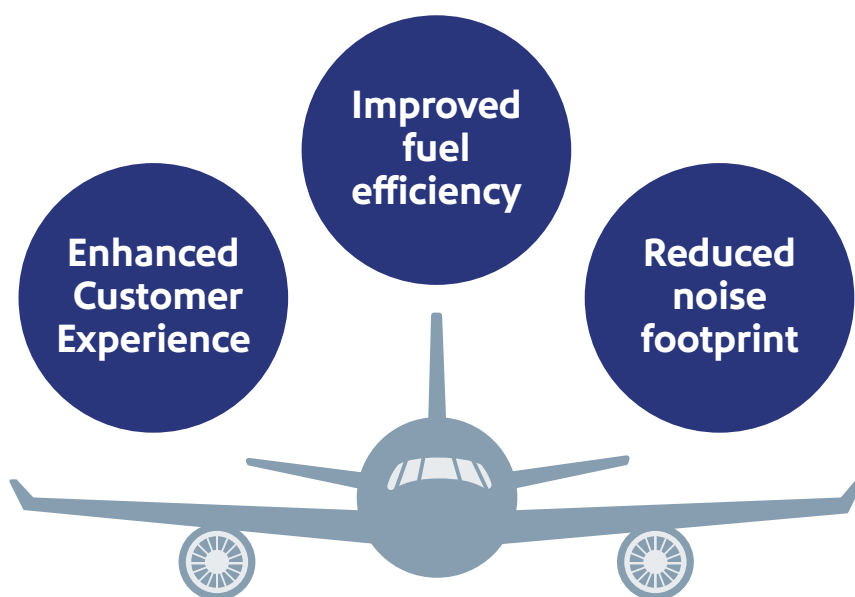 Improved
fuel
efficiency
Enhanced
Customer
Experience
Reduced
noise
footprint